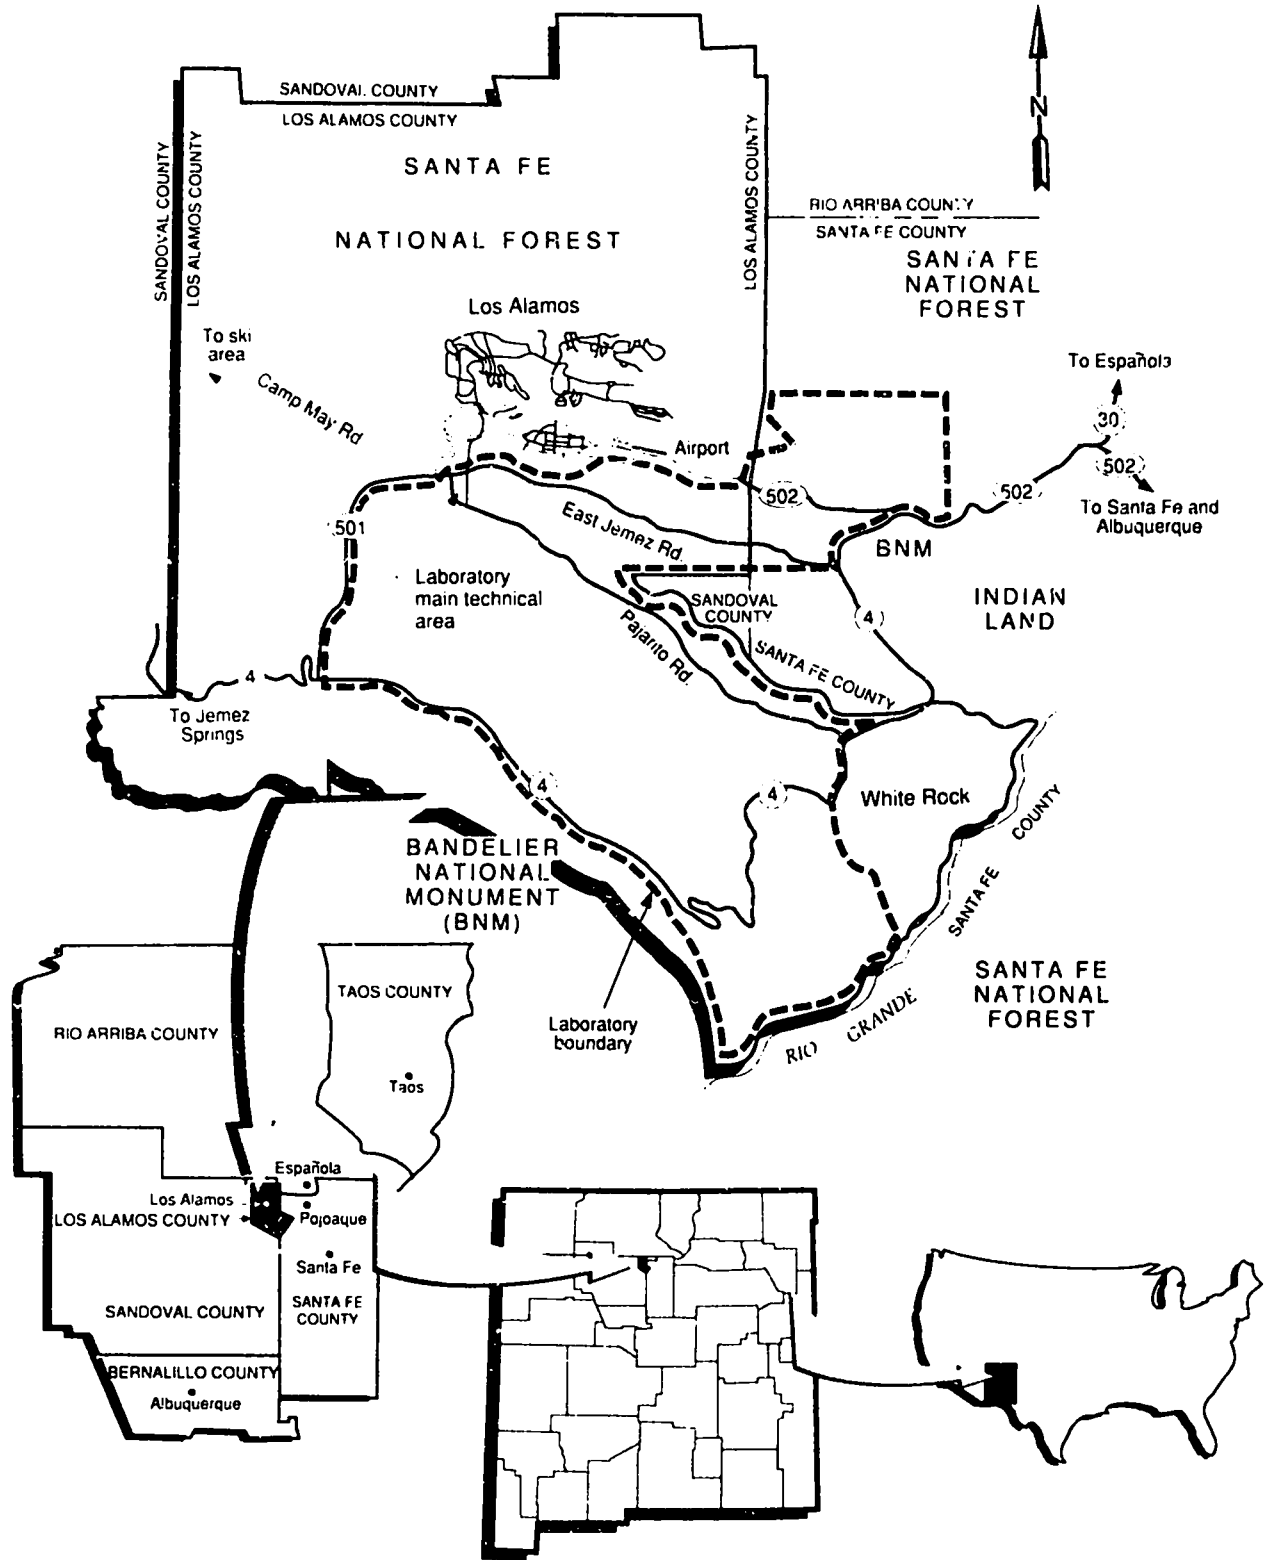 SANDOVAL COUNTY
LOS ALAMOS COUNTY
SANTA FE
NATIONAL FOREST
SANDOVAL COUNTY
LOS ALAMOS COUNTY
LOS ALAMOS COUNTY
N
RIO ARRIBA COUNTY
SANTA FE COUNTY
SANTA FE
NATIONAL
FOREST
Los Alamos
To ski
area
Camp May Rd
Airport
To Española
30
502
502
502
To Santa Fe and
Albuquerque
501
East Jemez Rd.
BNM
Laboratory
main technical
area
SANDOVAL
COUNTY
INDIAN
LAND
4
Pajarito Rd.
SANTA FE COUNTY
4
To Jemez
Springs
4
4
White Rock
SANTA FE COUNTY
BANDELIER
NATIONAL
MONUMENT
(BNM)
SANTA FE
NATIONAL
FOREST
Laboratory
boundary
RIO GRANDE
TAOS COUNTY
RIO ARRIBA COUNTY
Taos
Española
Los Alamos
LOS ALAMOS COUNTY
Pojoaque
Santa Fe
SANDOVAL COUNTY
SANTA FE
COUNTY
BERNALILLO COUNTY
Albuquerque